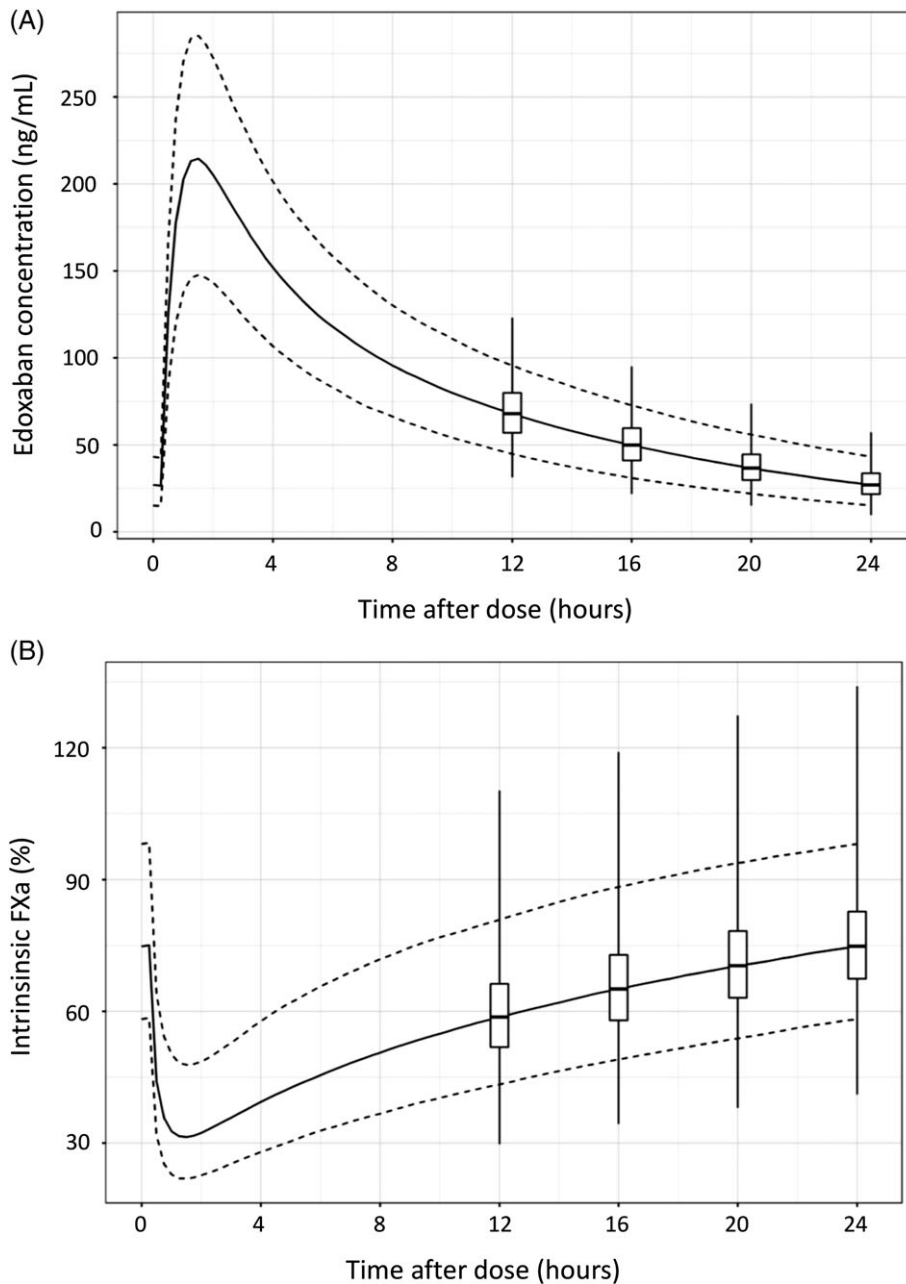 (A)
Edoxaban concentration (ng/mL)
250
200
150
100
50
0
0 4 8 12 16 20 24
Time after dose (hours)
(B)
Intrinsinsic FXa (%)
120
90
60
30
0 4 8 12 16 20 24
Time after dose (hours)